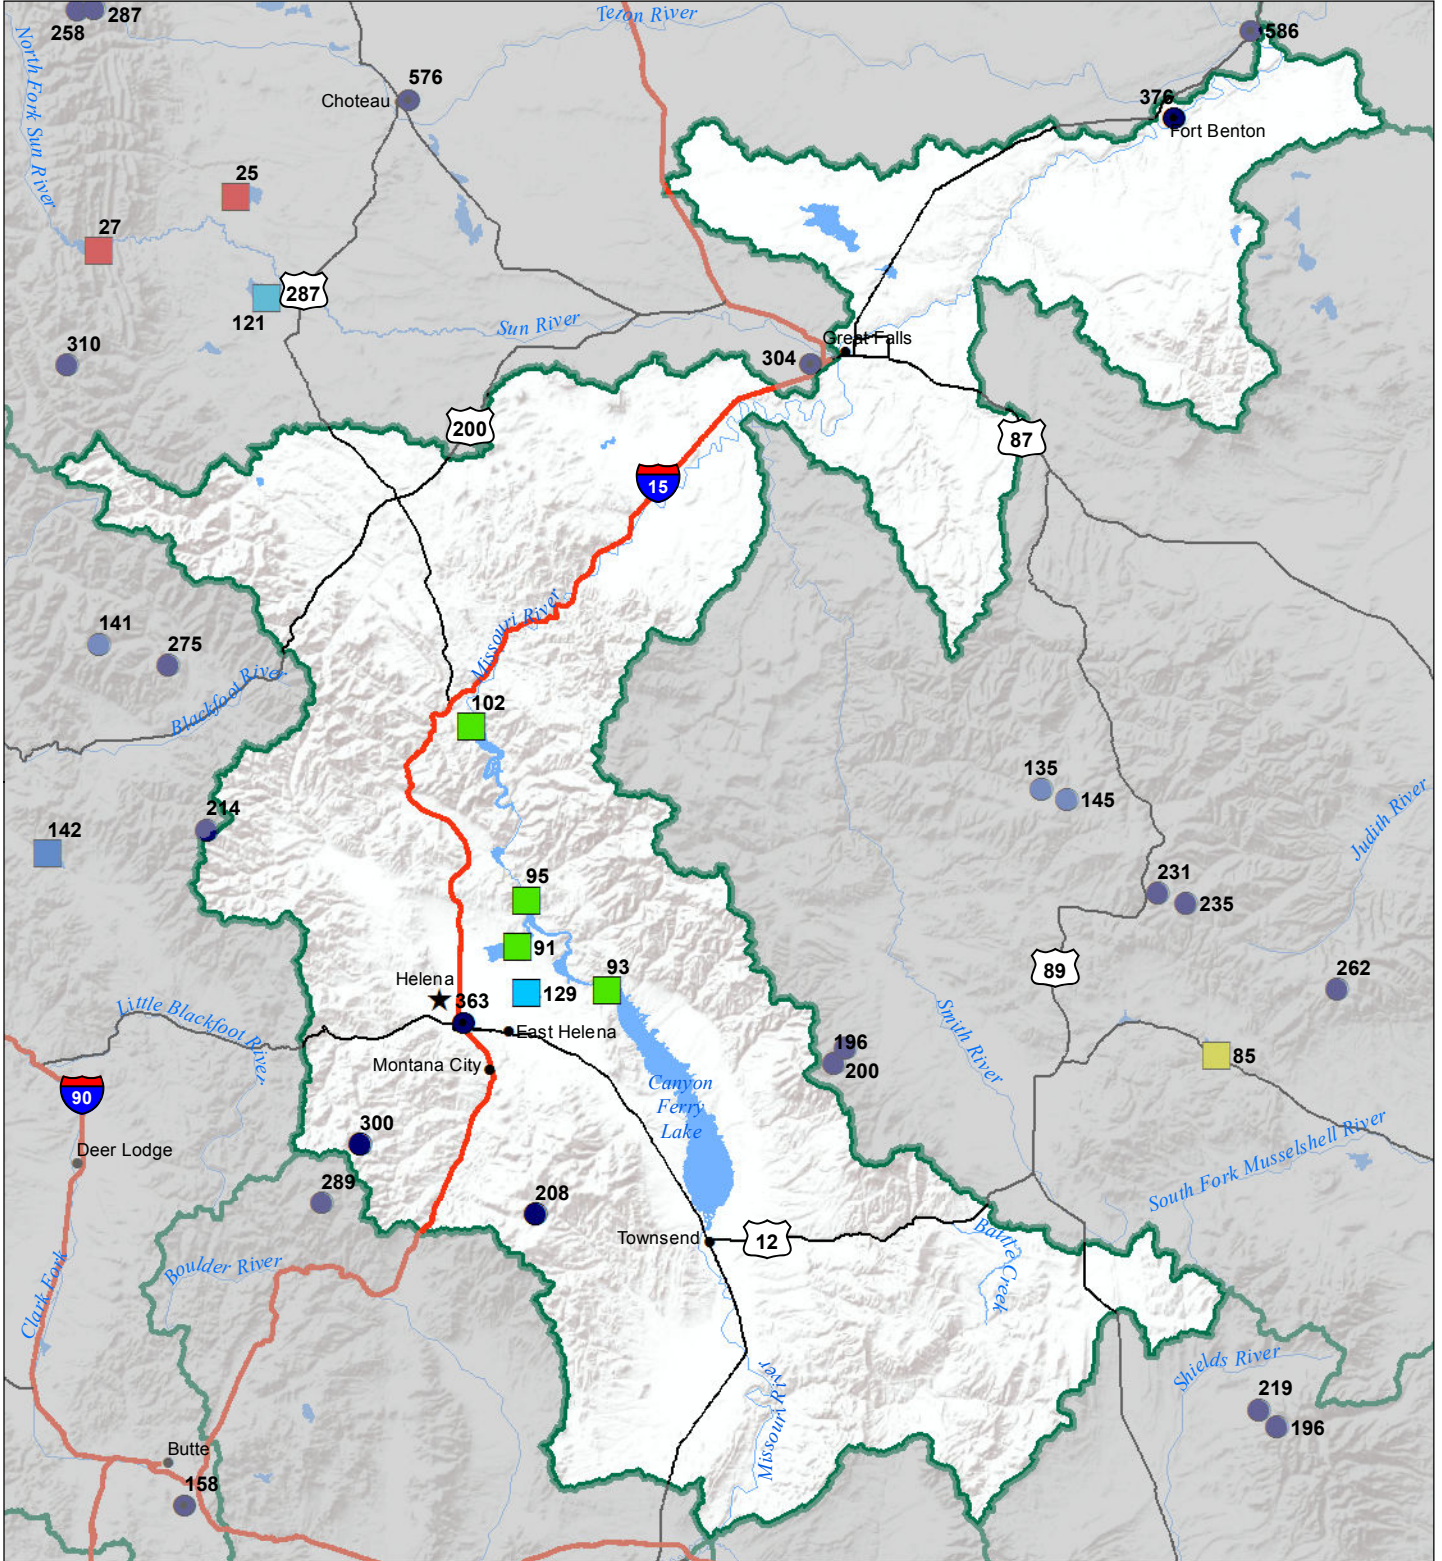 287
258
Teton River
586
576
Choteau
376
Fort Benton
North Fork Sun River
25
27
287
121
Sun River
310
304
Great Falls
200
87
15
141
275
Missouri River
Blackfoot River
102
135
145
214
142
Judith River
95
231
235
91
93
89
262
Helena
129
363
Little Blackfoot River
East Helena
Smith River
196
200
85
Montana City
Canyon
Ferry
Lake
90
300
Deer Lodge
South Fork Musselshell River
289
208
Townsend
12
Battle Creek
Boulder River
Clark Fork
Shields River
Missouri River
219
196
Butte
158